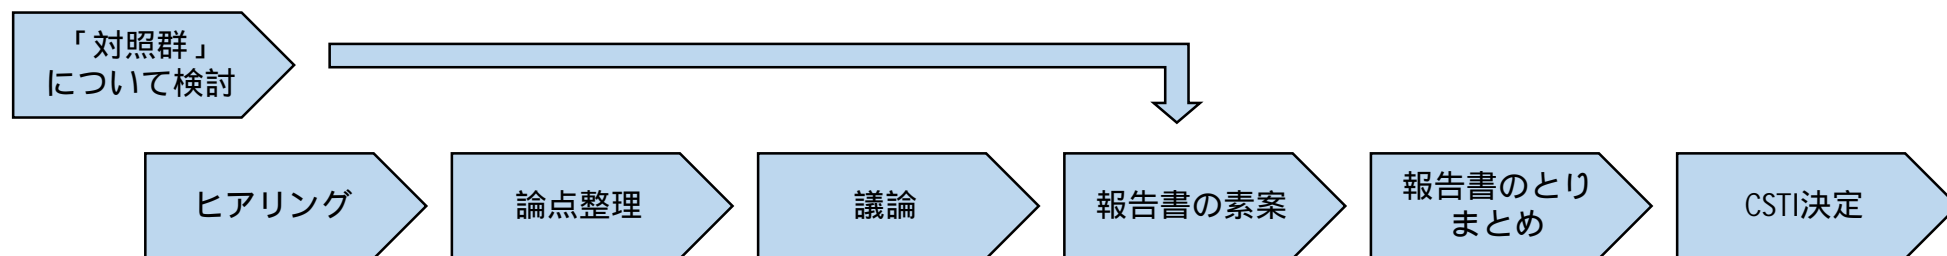 「対照群」
について検討
ヒアリング
論点整理
議論
報告書の素案
報告書のとり
まとめ
CSTI決定